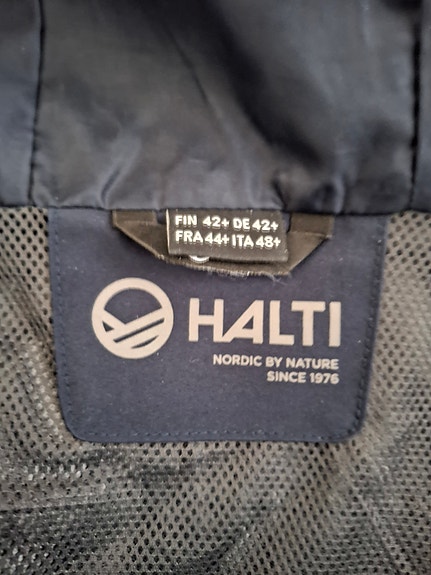 FIN 42+ DE 42+
FRA 44+ ITA 48+
HALTI
NORDIC BY NATURE
SINCE 1976